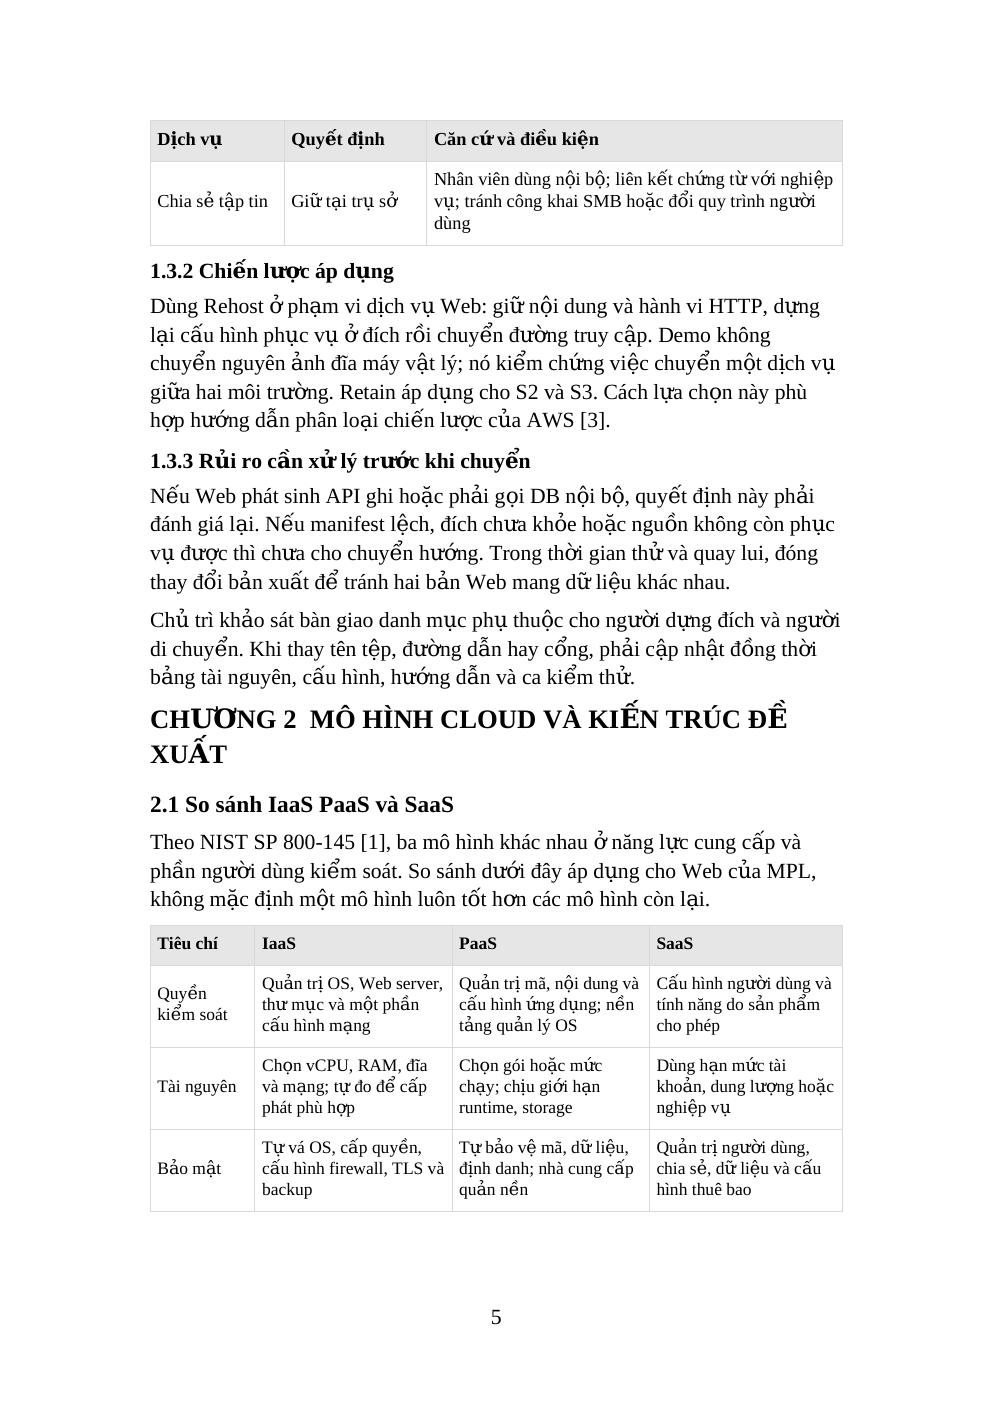 Dịch vụ Quyết định Căn cứ và điều kiện
Chia sẻ tập tin Giữ tại trụ sở Nhân viên dùng nội bộ; liên kết chứng từ với nghiệp
vụ; tránh công khai SMB hoặc đổi quy trình người
dùng
1.3.2 Chiến lược áp dụng
Dùng Rehost ở phạm vi dịch vụ Web: giữ nội dung và hành vi HTTP, dựng
lại cấu hình phục vụ ở đích rồi chuyển đường truy cập. Demo không
chuyển nguyên ảnh đĩa máy vật lý; nó kiểm chứng việc chuyển một dịch vụ
giữa hai môi trường. Retain áp dụng cho S2 và S3. Cách lựa chọn này phù
hợp hướng dẫn phân loại chiến lược của AWS [3].
1.3.3 Rủi ro cần xử lý trước khi chuyển
Nếu Web phát sinh API ghi hoặc phải gọi DB nội bộ, quyết định này phải
đánh giá lại. Nếu manifest lệch, đích chưa khỏe hoặc nguồn không còn phục
vụ được thì chưa cho chuyển hướng. Trong thời gian thử và quay lui, đóng
thay đổi bản xuất để tránh hai bản Web mang dữ liệu khác nhau.
Chủ trì khảo sát bàn giao danh mục phụ thuộc cho người dựng đích và người
di chuyển. Khi thay tên tệp, đường dẫn hay cổng, phải cập nhật đồng thời
bảng tài nguyên, cấu hình, hướng dẫn và ca kiểm thử.
CHƯƠNG 2 MÔ HÌNH CLOUD VÀ KIẾN TRÚC ĐỀ
XUẤT
2.1 So sánh IaaS PaaS và SaaS
Theo NIST SP 800-145 [1], ba mô hình khác nhau ở năng lực cung cấp và
phần người dùng kiểm soát. So sánh dưới đây áp dụng cho Web của MPL,
không mặc định một mô hình luôn tốt hơn các mô hình còn lại.
Tiêu chí IaaS PaaS SaaS
Quyền
kiểm soát
Quản trị OS, Web server,
thư mục và một phần
cấu hình mạng
Quản trị mã, nội dung và
cấu hình ứng dụng; nền
tảng quản lý OS
Cấu hình người dùng và
tính năng do sản phẩm
cho phép
Tài nguyên
Chọn vCPU, RAM, đĩa
và mạng; tự đo để cấp
phát phù hợp
Chọn gói hoặc mức
chạy; chịu giới hạn
runtime, storage
Dùng hạn mức tài
khoản, dung lượng hoặc
nghiệp vụ
Bảo mật
Tự vá OS, cấp quyền,
cấu hình firewall, TLS và
backup
Tự bảo vệ mã, dữ liệu,
định danh; nhà cung cấp
quản nền
Quản trị người dùng,
chia sẻ, dữ liệu và cấu
hình thuê bao
5